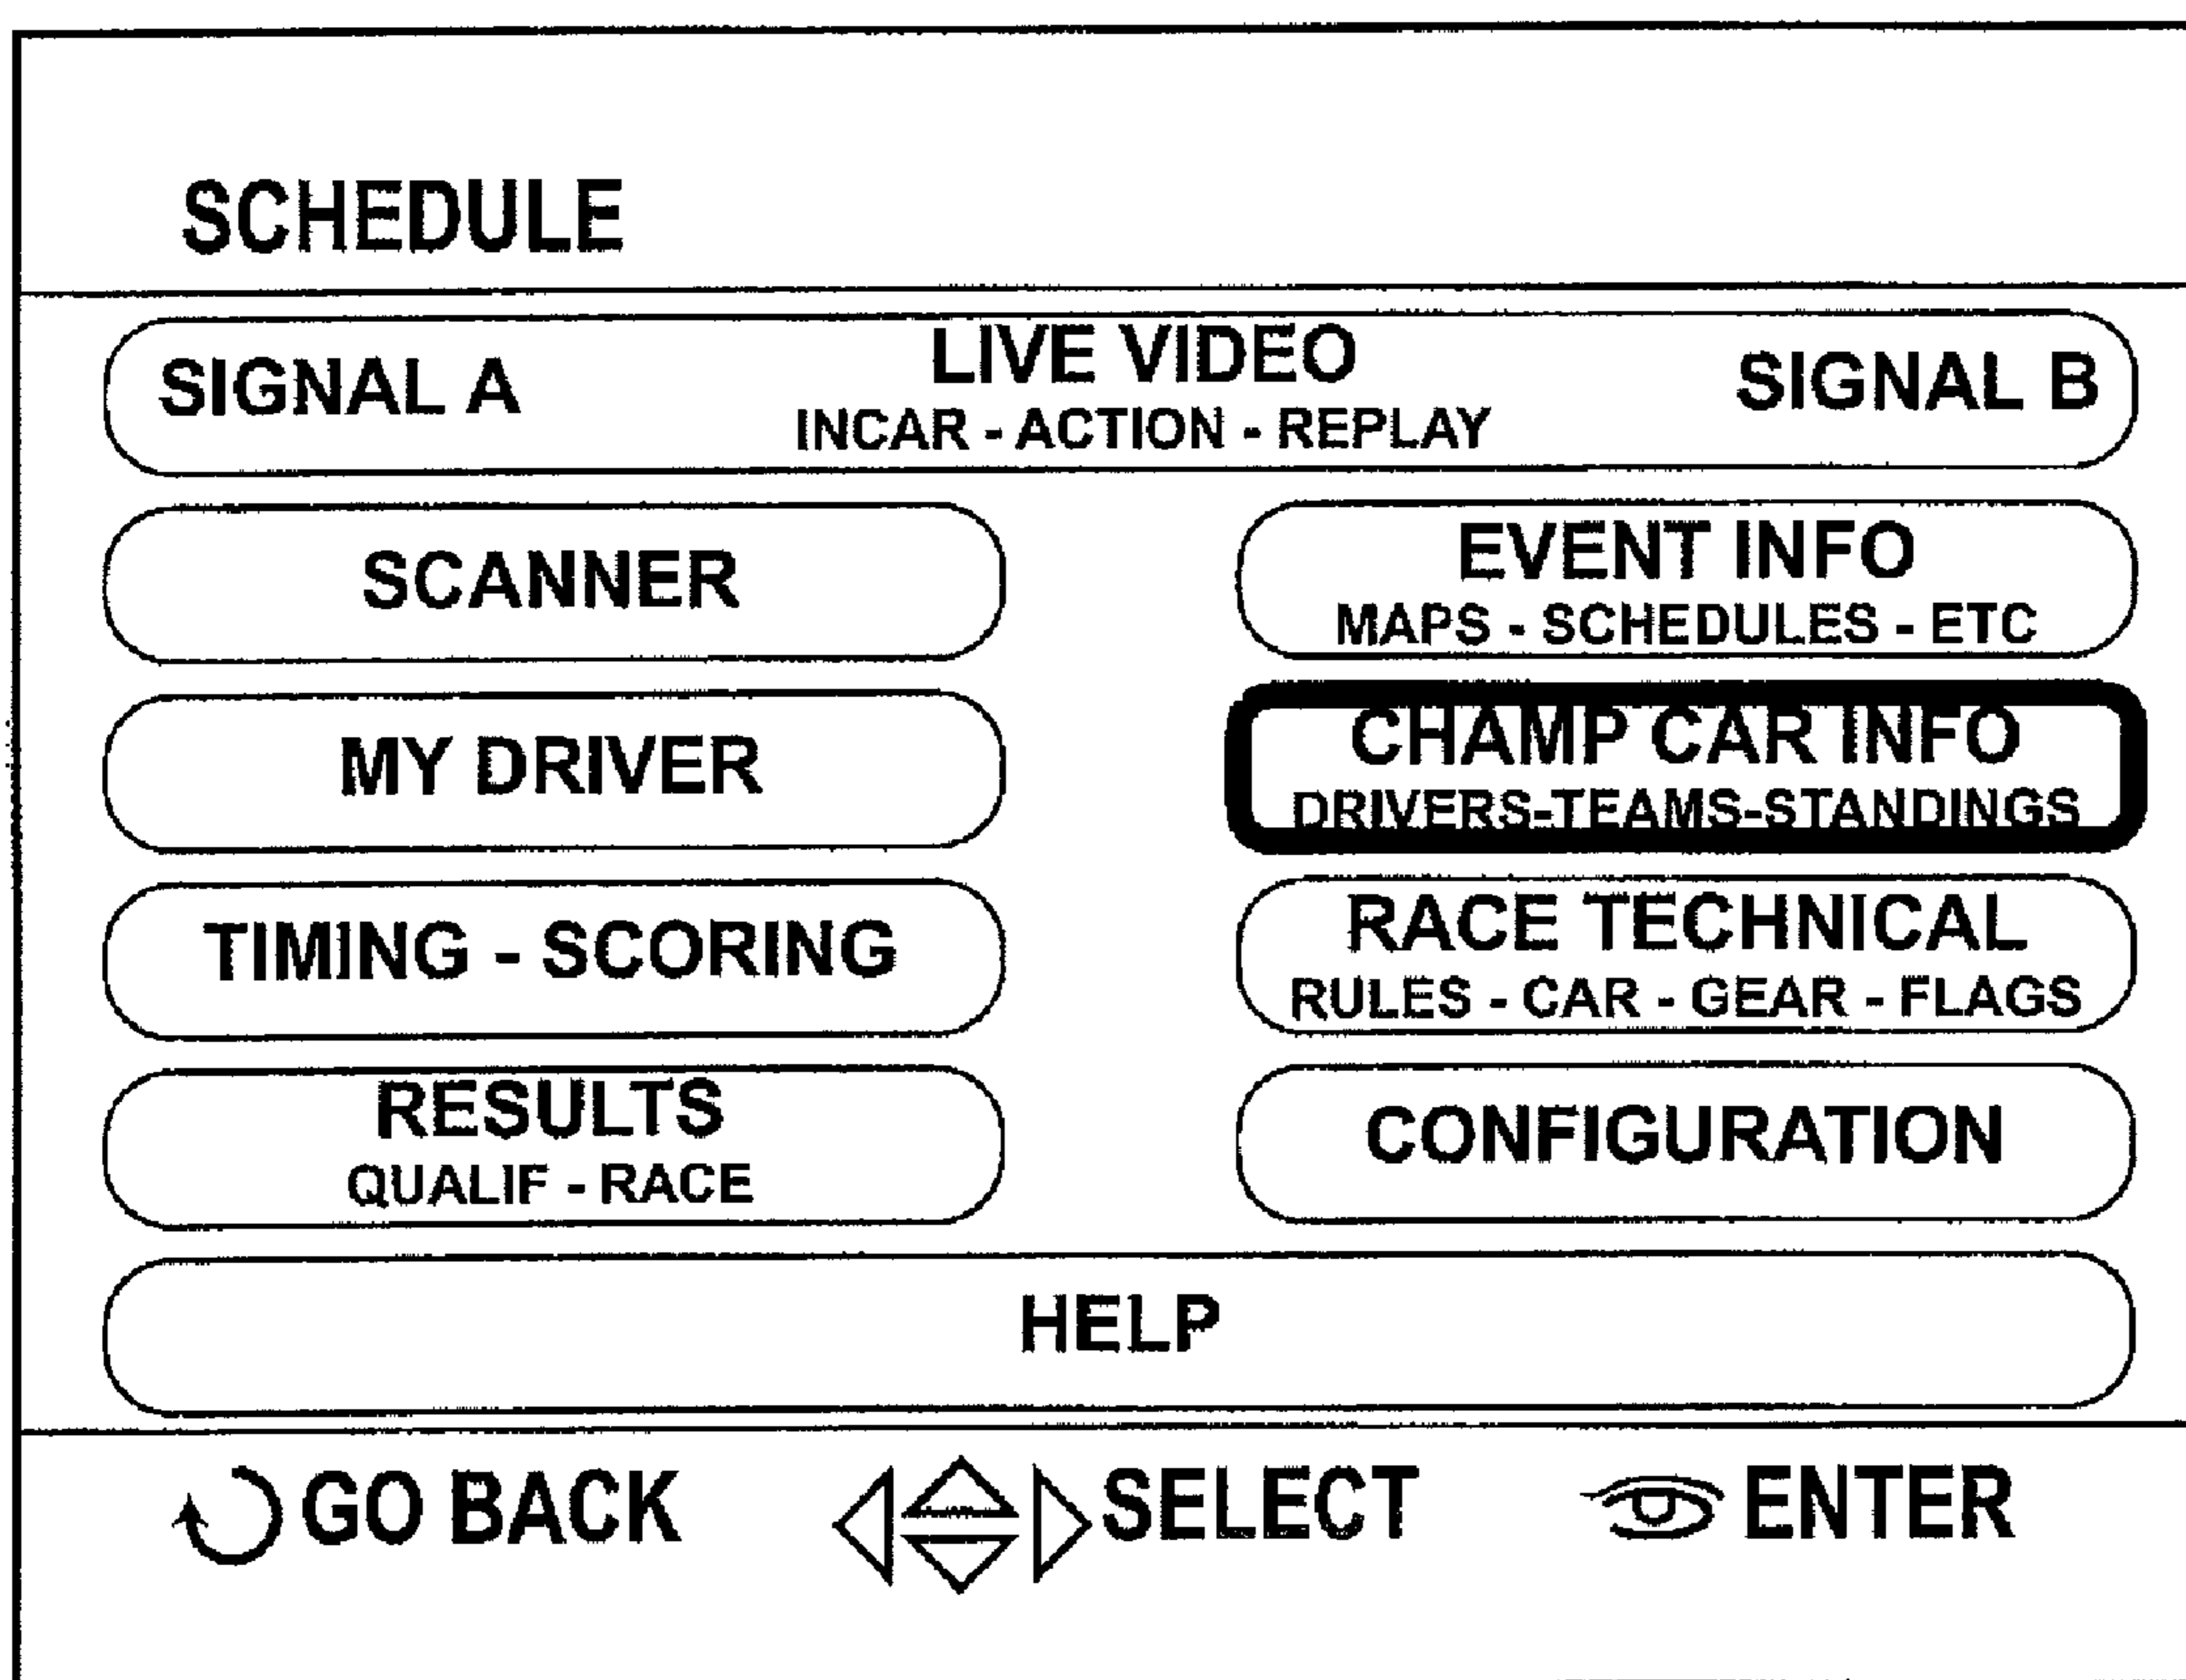 SCHEDULE
SIGNAL A LIVE VIDEO SIGNAL B
INCAR - ACTION - REPLAY
SCANNER
EVENT INFO
MAPS - SCHEDULES - ETC
MY DRIVER
CHAMP CAR INFO
DRIVERS-TEAMS-STANDINGS
TIMING - SCORING
RACE TECHNICAL
RULES - CAR - GEAR - FLAGS
RESULTS
QUALIF - RACE
CONFIGURATION
HELP
GO BACK SELECT ENTER